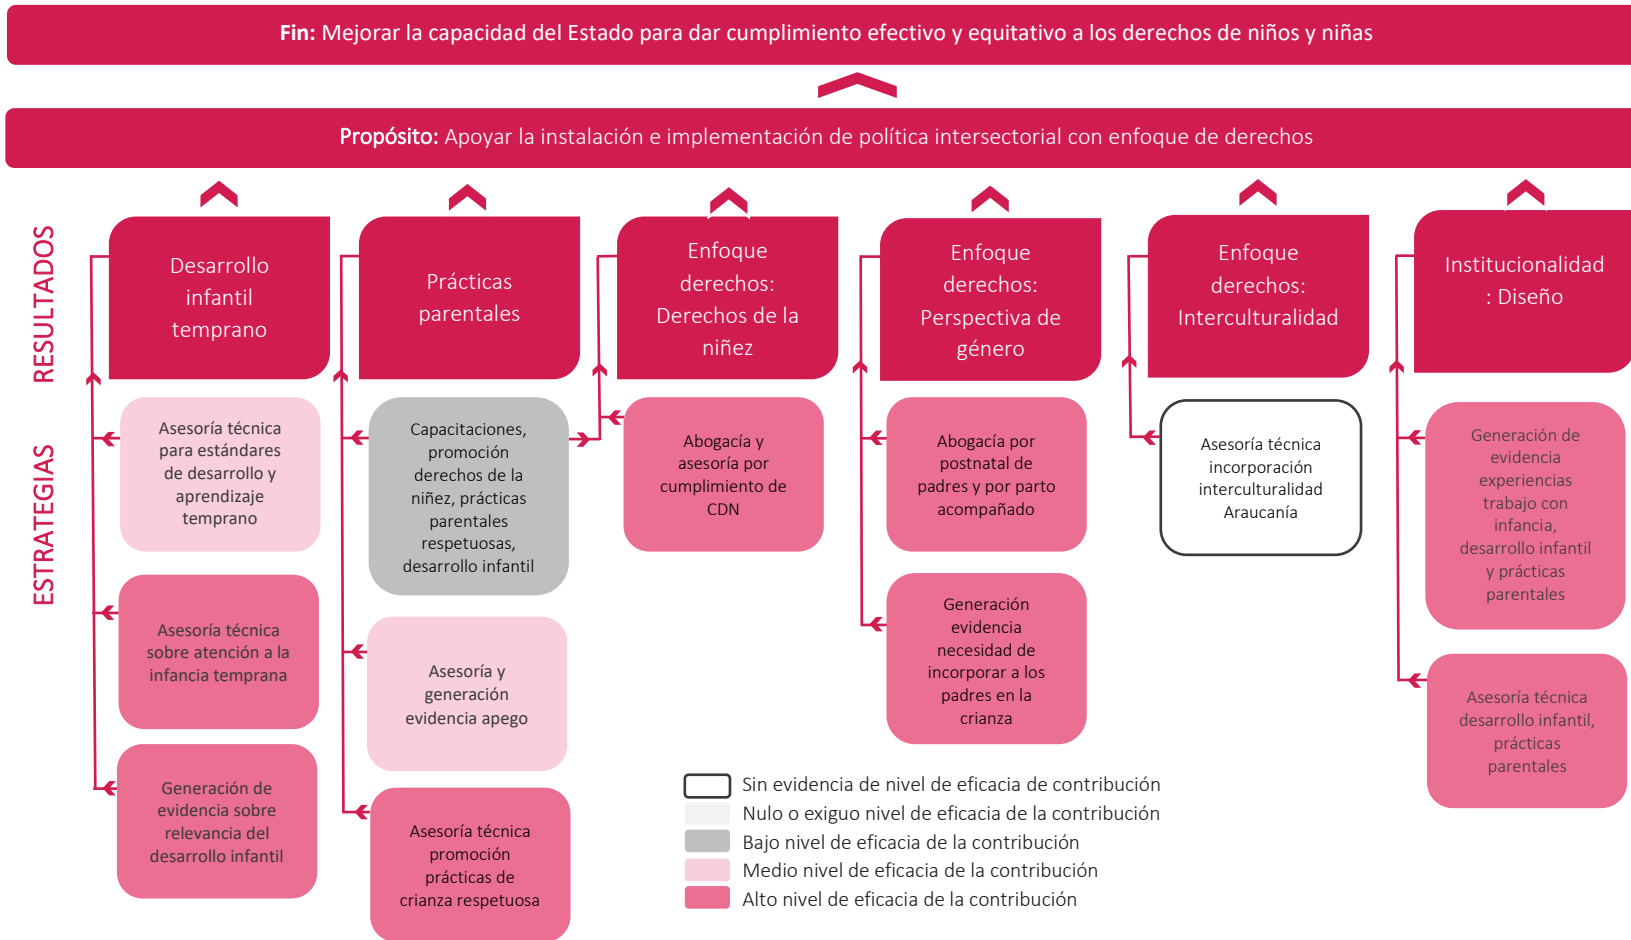 Fin: Mejorar la capacidad del Estado para dar cumplimiento efectivo y equitativo a los derechos de niños y niñas
Propósito: Apoyar la instalación e implementación de política intersectorial con enfoque de derechos
RESULTADOS
Desarrollo
infantil
temprano
Prácticas
parentales
Enfoque
derechos:
Derechos de la
niñez
Enfoque
derechos:
Perspectiva de
género
Enfoque
derechos:
Interculturalidad
Institucionalidad
: Diseño
ESTRATEGIAS
Asesoría técnica
para estándares
de desarrollo y
aprendizaje
temprano
Asesoría técnica
sobre atención a la
infancia temprana
Generación de
evidencia sobre
relevancia del
desarrollo infantil
Capacitaciones,
promoción
derechos de la
niñez, prácticas
parentales
respetuosas,
desarrollo infantil
Asesoría y
generación
evidencia apego
Asesoría técnica
promoción
prácticas de
crianza respetuosa
Abogacía y
asesoría por
cumplimiento de
CDN
Abogacía por
postnatal de
padres y por parto
acompañado
Generación
evidencia
necesidad de
incorporar a los
padres en la
crianza
Asesoría técnica
incorporación
interculturalidad
Araucanía
Generación de
evidencia
experiencias
trabajo con
infancia,
desarrollo infantil
y prácticas
parentales
Asesoría técnica
desarrollo infantil,
prácticas
parentales
Sin evidencia de nivel de eficacia de contribución
Nulo o exiguo nivel de eficacia de la contribución
Bajo nivel de eficacia de la contribución
Medio nivel de eficacia de la contribución
Alto nivel de eficacia de la contribución